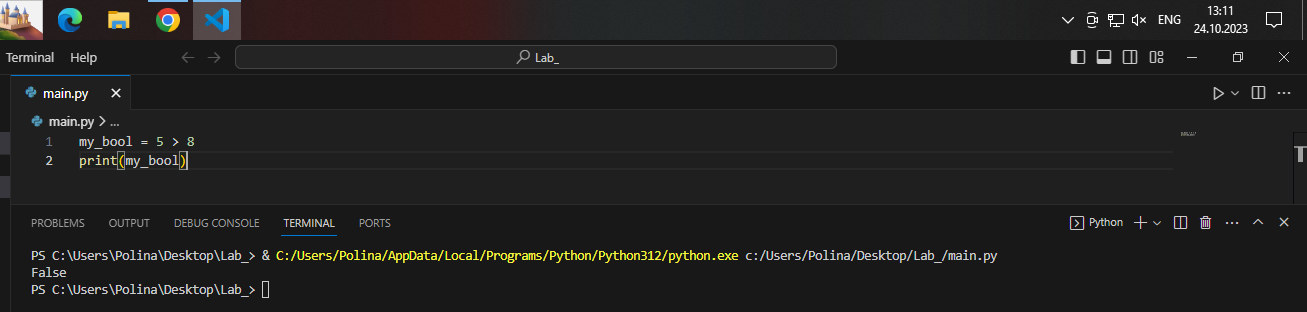 ENG
13:11
24.10.2023
Terminal Help
Lab_
main.py
main.py > ...
1 my_bool = 5 > 8
2 print(my_bool)
PROBLEMS OUTPUT DEBUG CONSOLE TERMINAL PORTS
Python
PS C:\Users\Polina\Desktop\Lab_> & C:/Users/Polina/AppData/Local/Programs/Python/Python312/python.exe c:/Users/Polina/Desktop/Lab_/main.py
False
PS C:\Users\Polina\Desktop\Lab_>